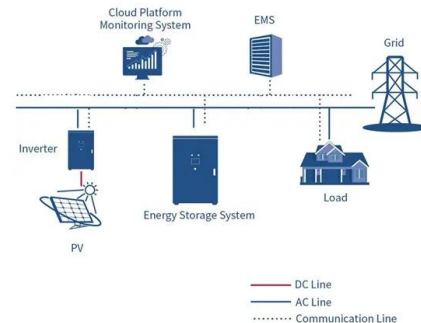 Cloud Platform
Monitoring System
EMS
Grid
Inverter
Energy Storage System
Load
PV
DC Line
AC Line
Communication Line